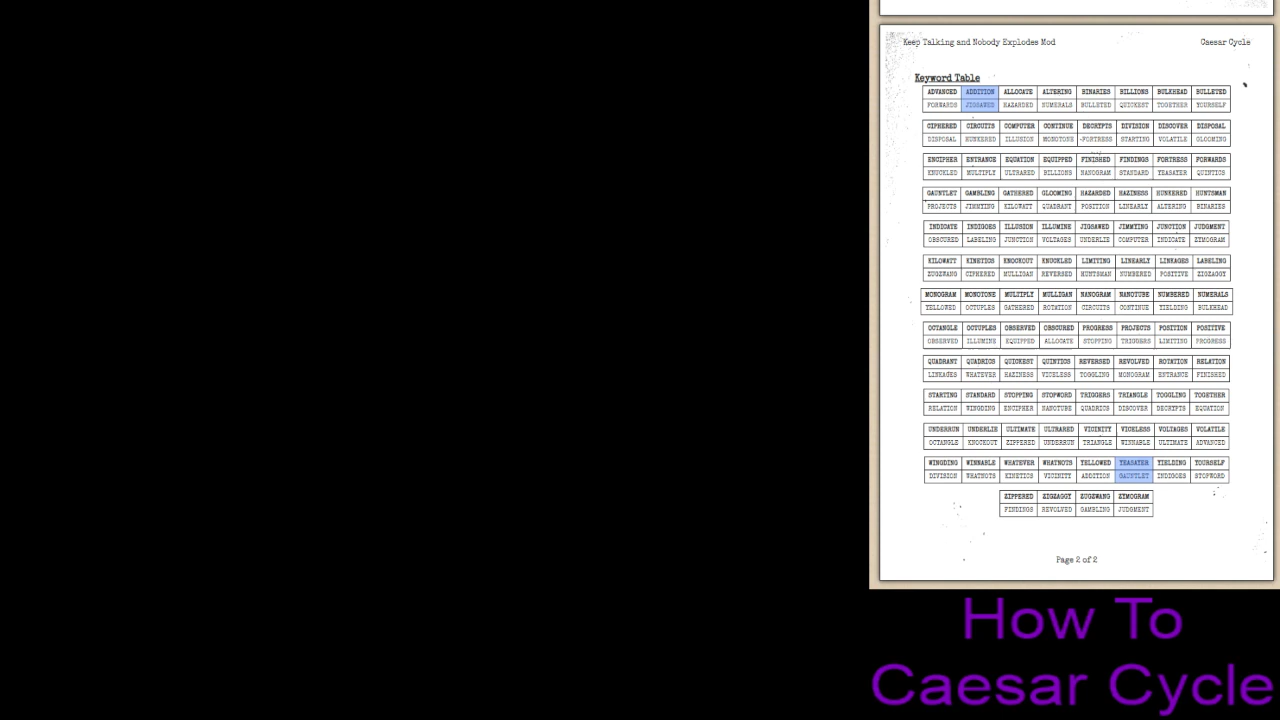 Keep Talking and Nobody Explodes Mod Caesar Cycle
Keyword Table
ADVANCED ADDITION ALLOCATE ALTERING BINARIES BILLIONS BULKHEAD BULLETED
FORWARDS JIGSAWED HAZARDED NUMERALS BULLETED QUICKEST TOGETHER YOURSELF
CIPHERED CIRCUITS COMPUTER CONTINUE DECRYPTS DIVISION DISCOVER DISPOSAL
DISPOSAL HUNKERED ILLUSION MONOTONE FORTRESS STARTING VOLATILE GLOOMING
ENCIPHER ENTRANCE EQUATION EQUIPPED FINISHED FINDINGS FORTRESS FORWARDS
KNUCKLED MULTIPLY ULTRARED BILLIONS NANOGRAM STANDARD YEASAYER QUINTICS
GAUNTLET GAMBLING GATHERED GLOOMING HAZARDED HAZINESS HUNKERED HUNTSMAN
PROJECTS JIMMYING KILOWATT QUADRANT POSITION LINEARLY ALTERING BINARIES
INDICATE INDIGOES ILLUSION ILLUMINE JIGSAWED JIMMYING JUNCTION JUDGMENT
OBSCURED LABELING JUNCTION VOLTAGES UNDERLIE COMPUTER INDICATE ZYMOGRAM
KILOWATT KINETICS KNOCKOUT KNUCKLED LIMITING LINEARLY LINKAGES LABELING
ZUGZWANG CIPHERED MULLIGAN REVERSED HUNTSMAN NUMBERED POSITIVE ZIGZAGGY
MONOGRAM MONOTONE MULTIPLY MULLIGAN NANOGRAM NANOTUBE NUMBERED NUMERALS
YELLOWED OCTUPLES GATHERED ROTATION CIRCUITS CONTINUE YIELDING BULKHEAD
OCTANGLE OCTUPLES OBSERVED OBSCURED PROGRESS PROJECTS POSITION POSITIVE
OBSERVED ILLUMINE EQUIPPED ALLOCATE STOPPING TRIGGERS LIMITING PROGRESS
QUADRANT QUADRICS QUICKEST QUINTICS REVERSED REVOLVED ROTATION RELATION
LINKAGES WHATEVER HAZINESS VICELESS TOGGLING MONOGRAM ENTRANCE FINISHED
STARTING STANDARD STOPPING STOPWORD TRIGGERS TRIANGLE TOGGLING TOGETHER
RELATION WINGDING ENCIPHER NANOTUBE QUADRICS DISCOVER DECRYPTS EQUATION
UNDERRUN UNDERLIE ULTIMATE ULTRARED VICINITY VICELESS VOLTAGES VOLATILE
OCTANGLE KNOCKOUT ZIPPERED UNDERRUN TRIANGLE WINNABLE ULTIMATE ADVANCED
WINGDING WINNABLE WHATEVER WHATNOTS YELLOWED YEASAYER YIELDING YOURSELF
DIVISION WHATNOTS KINETICS VICINITY ADDITION GAUNTLET INDIGOES STOPWORD
ZIPPERED ZIGZAGGY ZUGZWANG ZYMOGRAM
FINDINGS REVOLVED GAMBLING JUDGMENT
Page 2 of 2
How To
Caesar Cycle